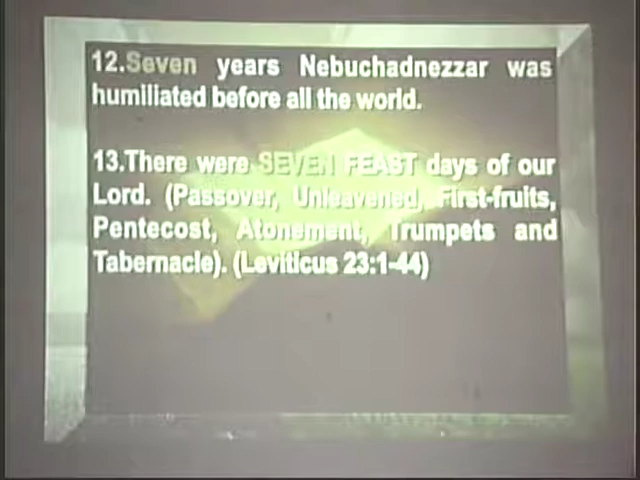 12.Seven years Nebuchadnezzar was
humiliated before all the world.
13.There were SEVEN FEAST days of our
Lord. (Passover, Unleavened, First-fruits,
Pentecost, Atonement, Trumpets and
Tabernacle). (Leviticus 23:1-44)